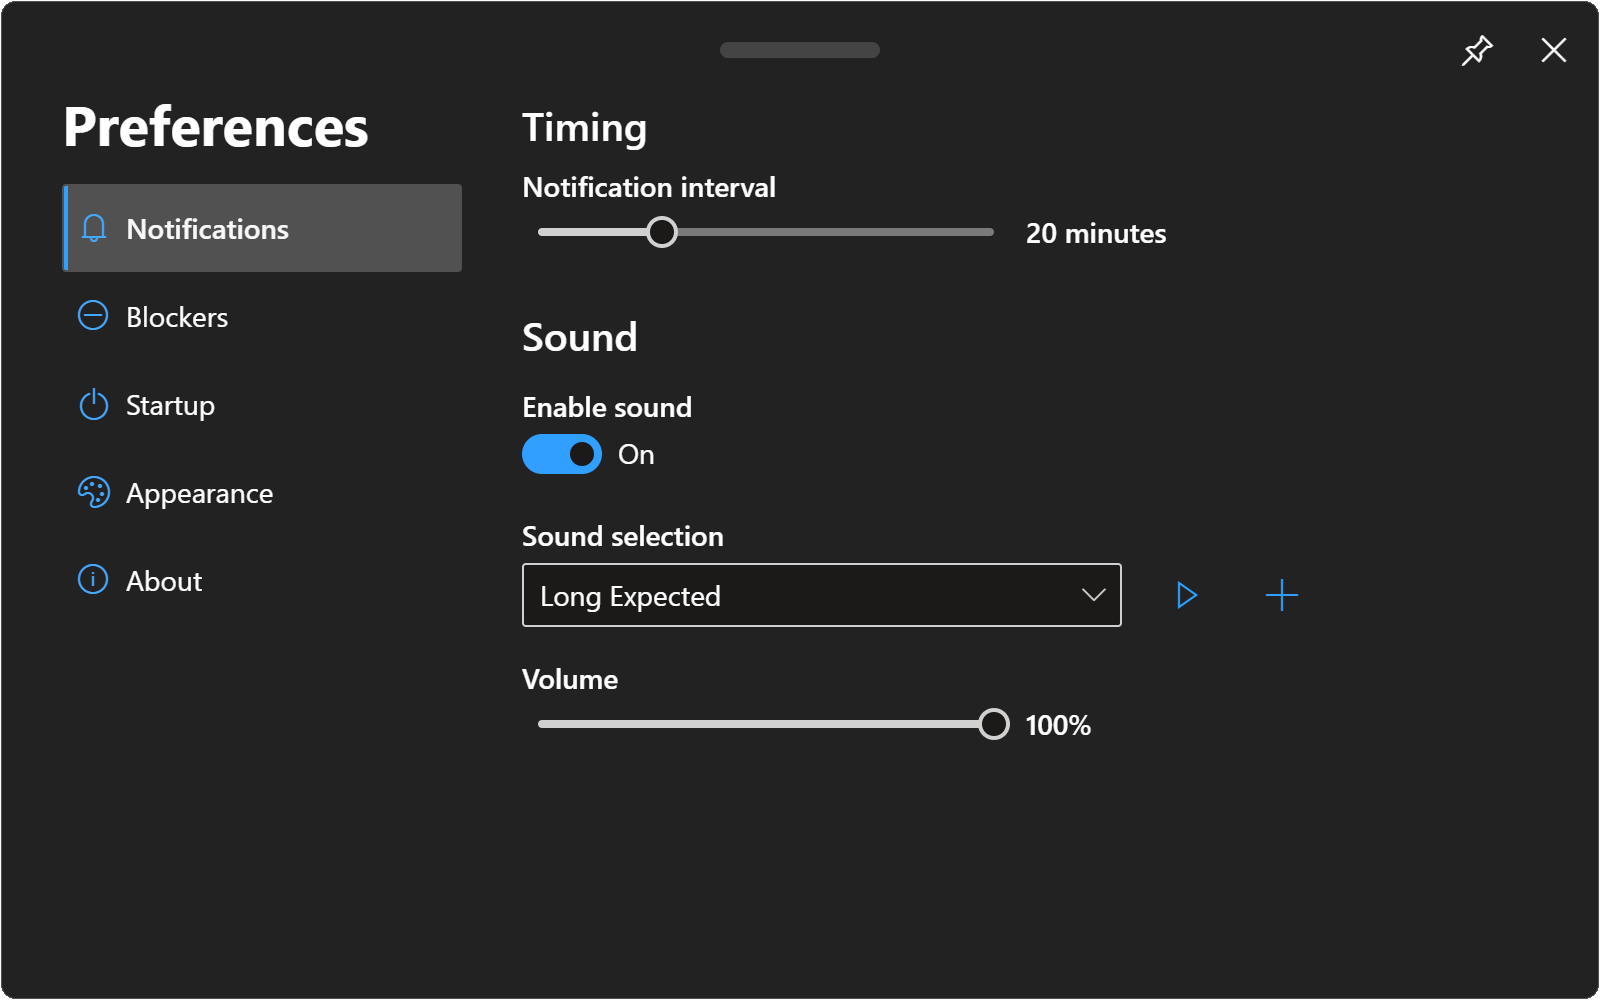 Preferences
Notifications
Blockers
Startup
Appearance
About
Timing
Notification interval
20 minutes
Sound
Enable sound
On
Sound selection
Long Expected
Volume
100%